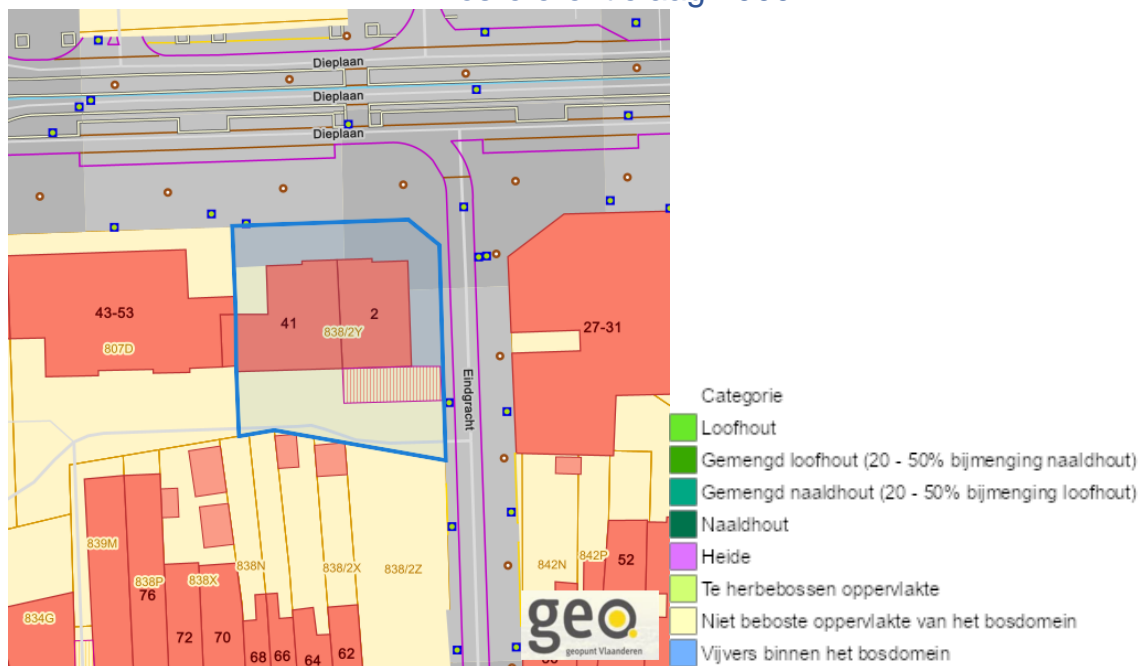 Dieplaan
Dieplaan
Dieplaan
43-53
807D
41
2
838/2Y
27-31
Eindgracht
Categorie
Loofhout
Gemengd loofhout (20 - 50% bijmenging naaldhout)
Gemengd naaldhout (20 - 50% bijmenging loofhout)
Naaldhout
Heide
Te herbebossen oppervlakte
Niet beboste oppervlakte van het bosdomein
Vijvers binnen het bosdomein
839M
838P
76
838X
838N
838/2X
838/2Z
842N
842P
52
834G
72
70
68
66
64
62
geo
geopunt Vlaanderen